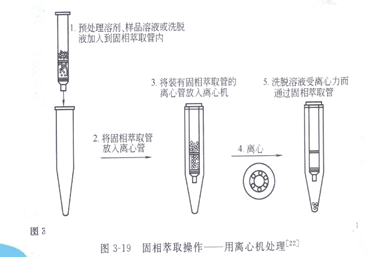 1. 预处理溶剂、样品溶液或洗脱
液加入到固相萃取管内
3. 将装有固相萃取管的
离心管放入离心机
5. 洗脱溶液受离心力而
通过固相萃取管
2. 将固相萃取管
放入离心管
4. 离心
图 3
图 3-19 固相萃取操作——用离心机处理[22]